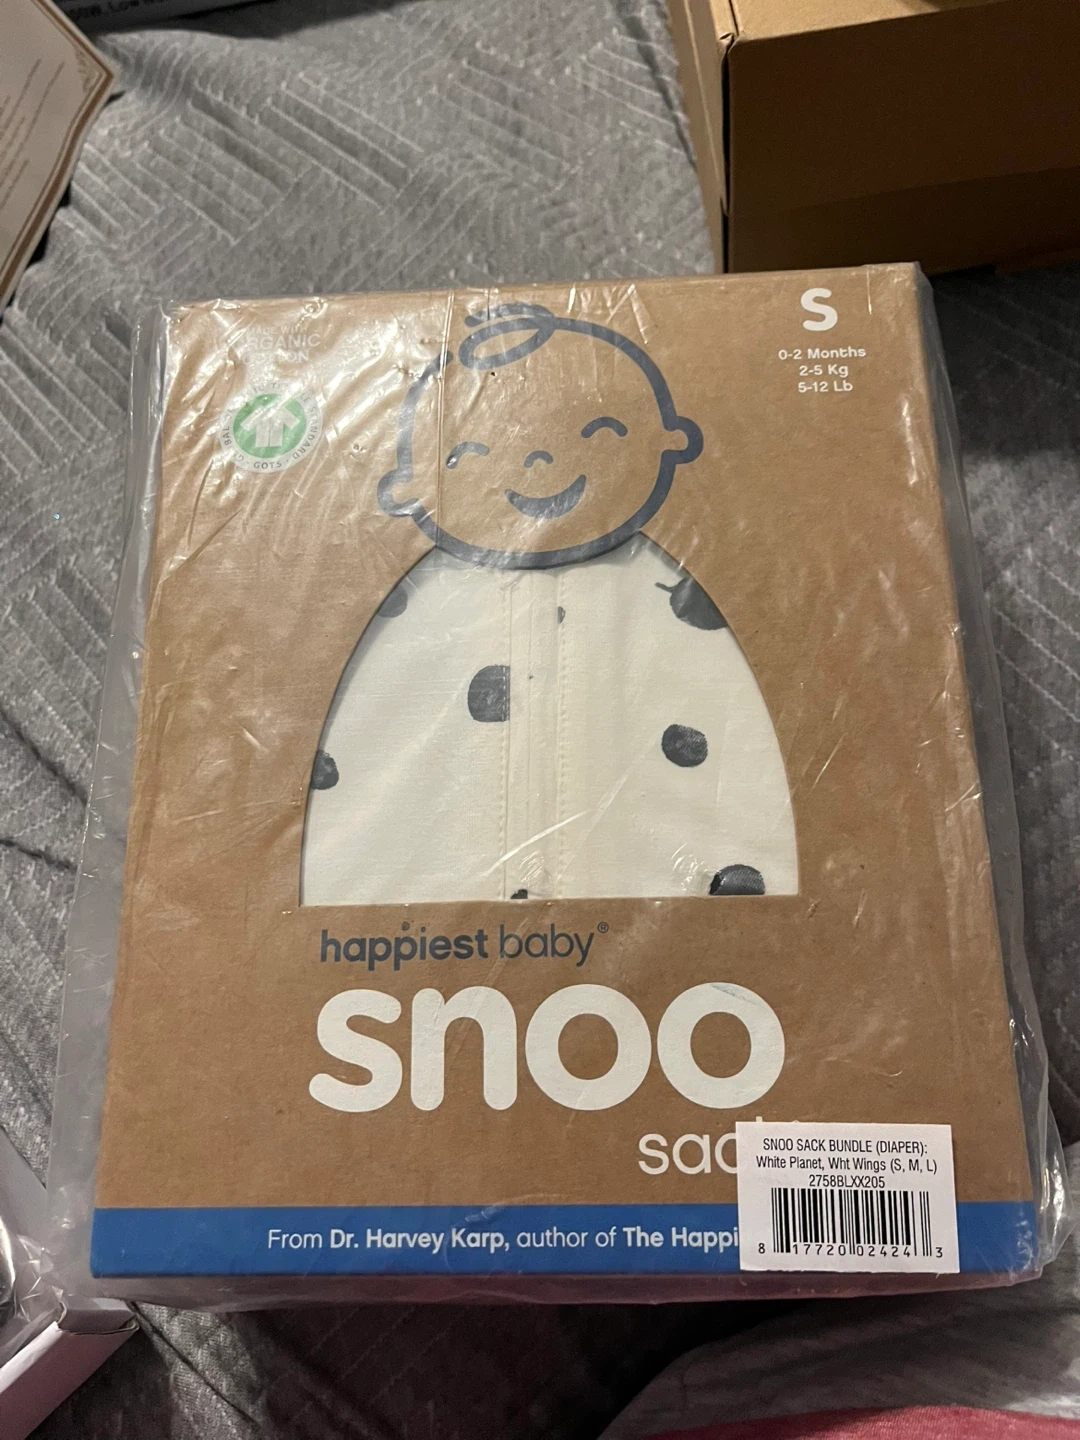 S
0-2 Months
2-5 Kg
5-12 Lb
ORGANIC
GOTS
happiest baby®
snoo
SNOO SACK BUNDLE (DIAPER):
White Planet, Wht Wings (S, M, L)
2758BLXX205
8 17720 02424 3
From Dr. Harvey Karp, author of The Happi